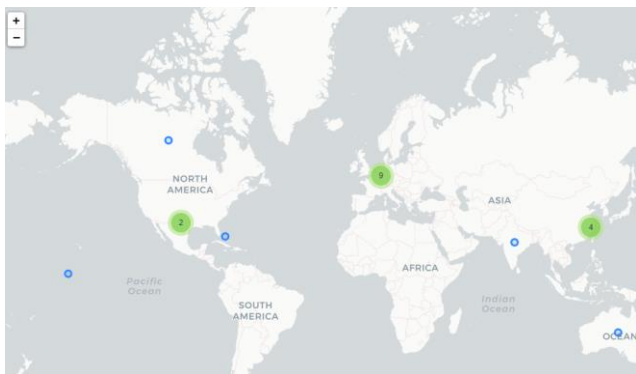 +
−
NORTH
AMERICA
9
ASIA
2
4
AFRICA
Pacific
Ocean
Indian
Ocean
SOUTH
AMERICA
OCEAN